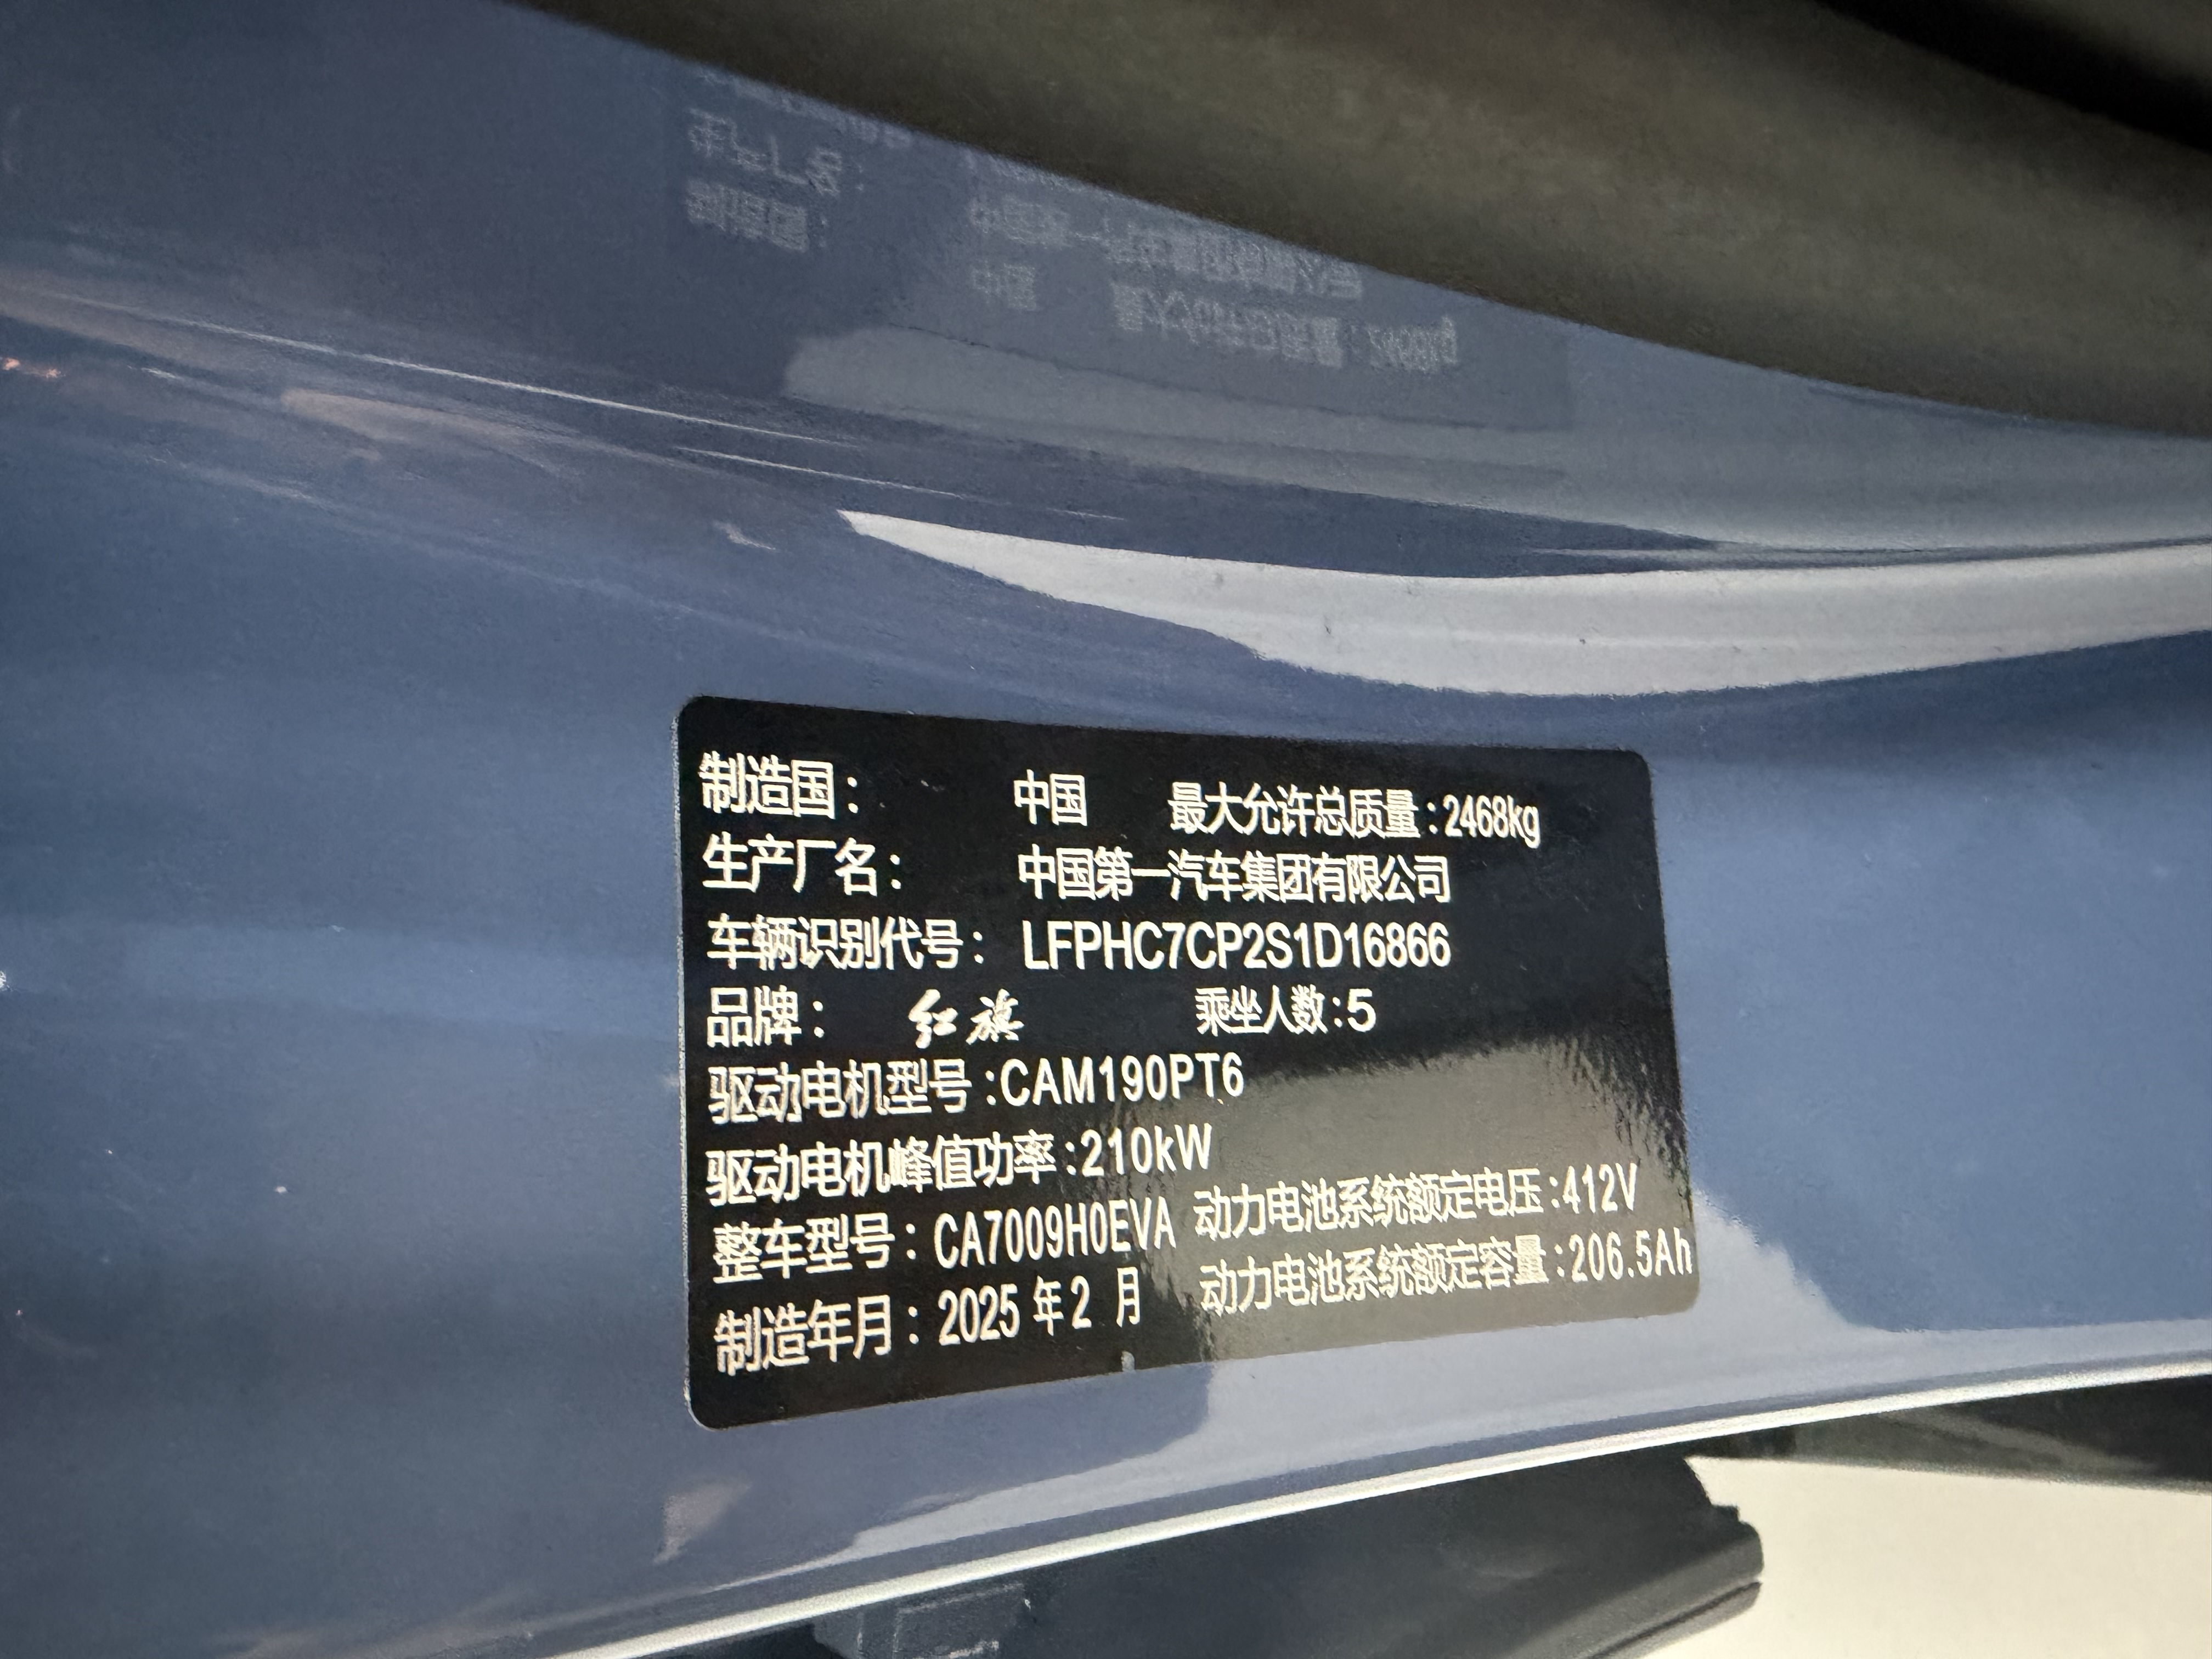 制造国： 中国 最大允许总质量:2468kg
生产厂名： 中国第一汽车集团有限公司
车辆识别代号： LFPHC7CP2S1D16866
品牌： 红旗 乘坐人数:5
驱动电机型号:CAM190PT6
驱动电机峰值功率:210kW
整车型号：CA7009H0EVA 动力电池系统额定电压:412V
制造年月：2025 年 2 月 动力电池系统额定容量:206.5Ah